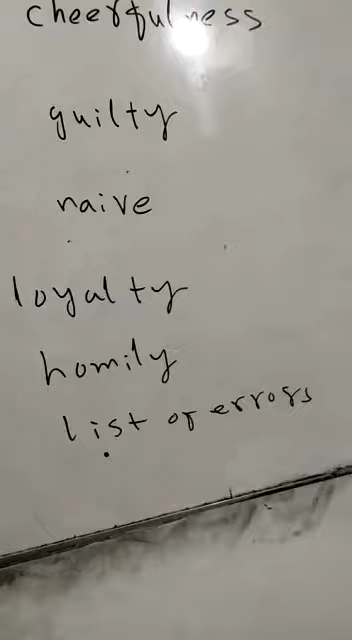 cheerfulness
guilty
naive
loyalty
homily
list of errors